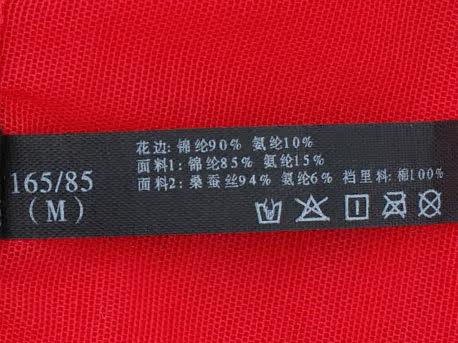 花边: 锦纶90% 氨纶10%
面料1: 锦纶85% 氨纶15%
面料2: 桑蚕丝94% 氨纶6% 裆里料: 棉100%
165/85
(M)